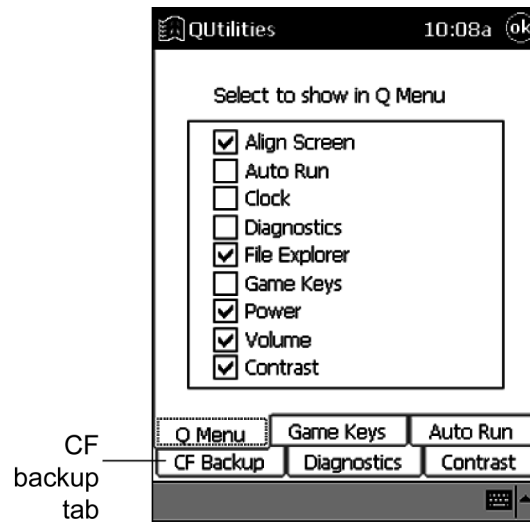 QUtilities 10:08a ok
Select to show in Q Menu
Align Screen
Auto Run
Clock
Diagnostics
File Explorer
Game Keys
Power
Volume
Contrast
Q Menu Game Keys Auto Run
CF Backup Diagnostics Contrast
CF
backup
tab